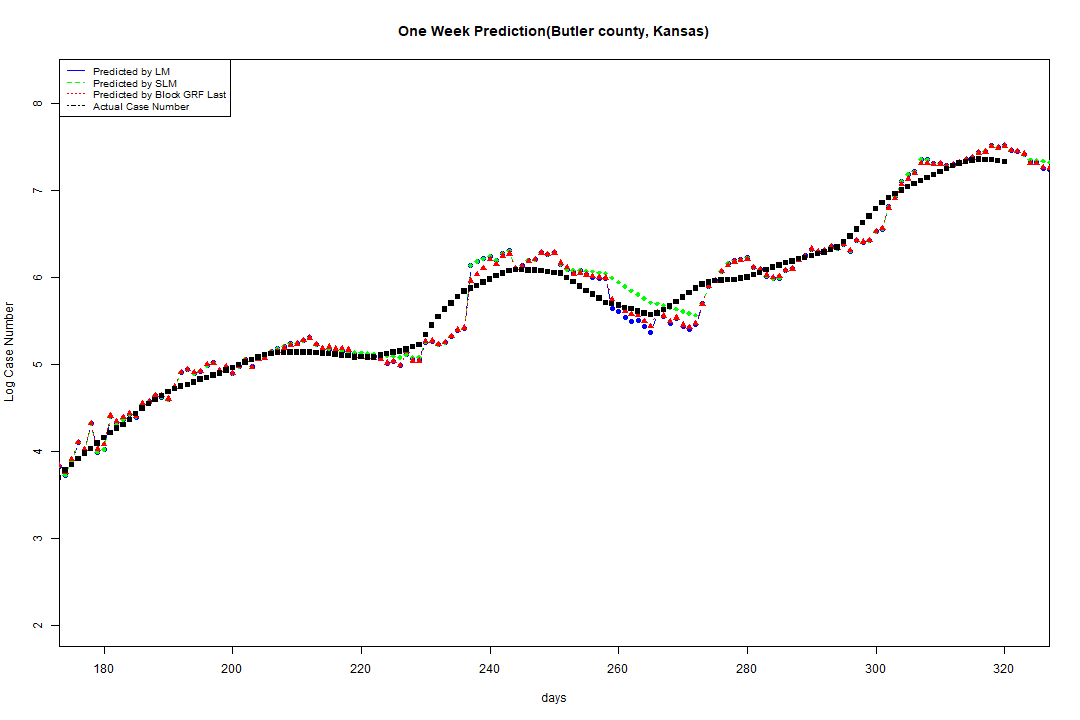 One Week Prediction(Butler county, Kansas)
Predicted by LM
Predicted by SLM
Predicted by Block GRF Last
Actual Case Number
8
7
6
5
4
3
2
Log Case Number
180 200 220 240 260 280 300 320
days